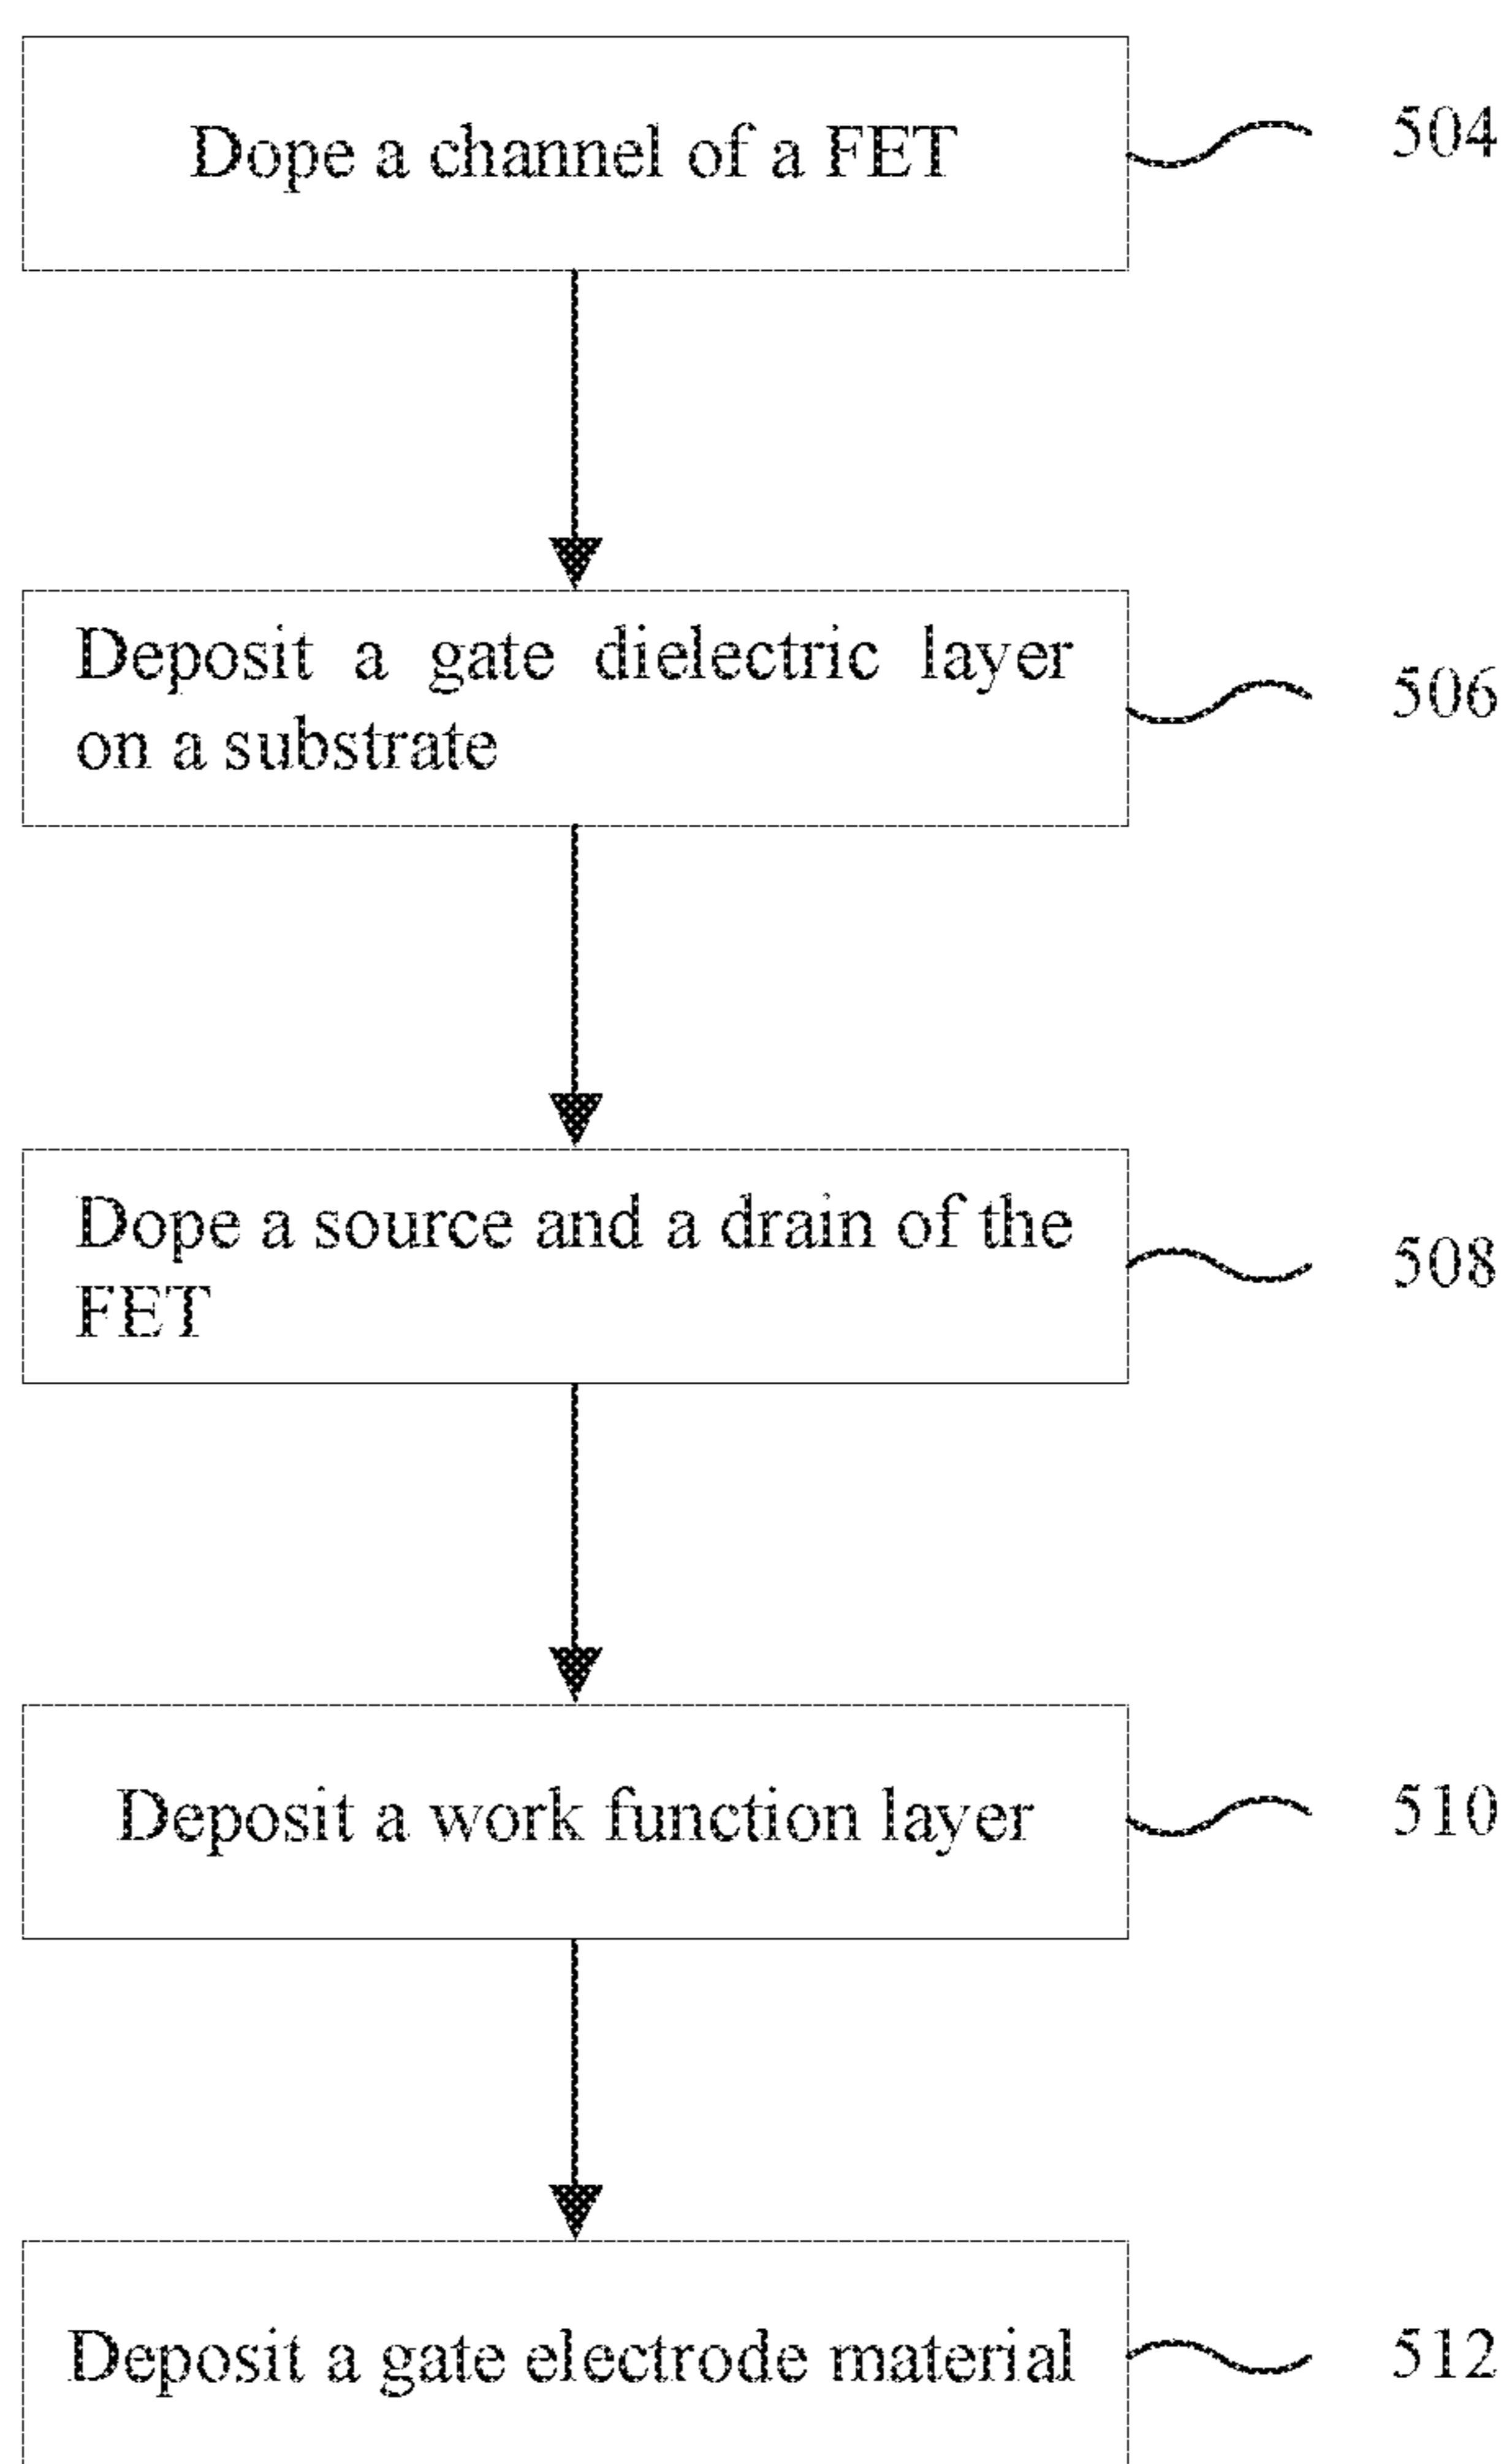 Dope a channel of a FET
504
Deposit a gate dielectric layer
on a substrate
506
Dope a source and a drain of the
FET
508
Deposit a work function layer
510
Deposit a gate electrode material
512